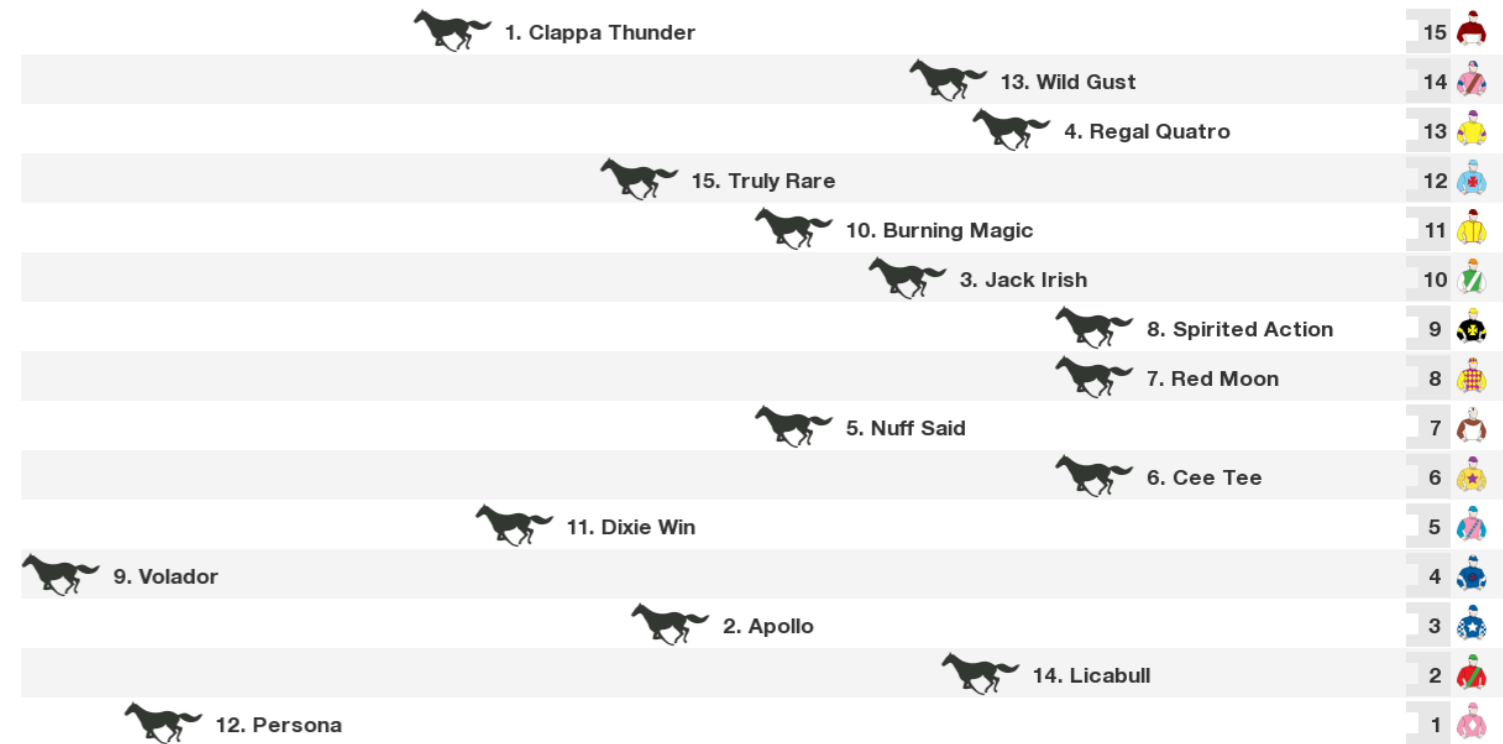 1. Clappa Thunder 15
13. Wild Gust 14
4. Regal Quatro 13
15. Truly Rare 12
10. Burning Magic 11
3. Jack Irish 10
8. Spirited Action 9
7. Red Moon 8
5. Nuff Said 7
6. Cee Tee 6
11. Dixie Win 5
9. Volador 4
2. Apollo 3
14. Licabull 2
12. Persona 1